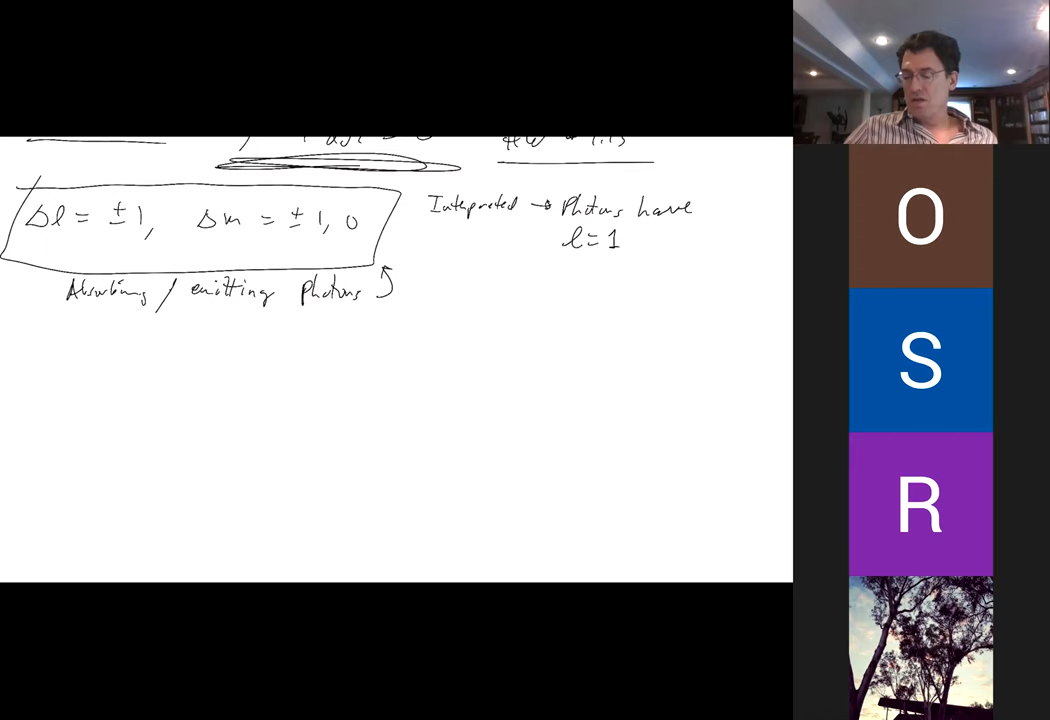 Δl = ±1, Δm = ±1, 0
Interpreted → Photons have
l=1
Absorbing / emitting photons
O
S
R